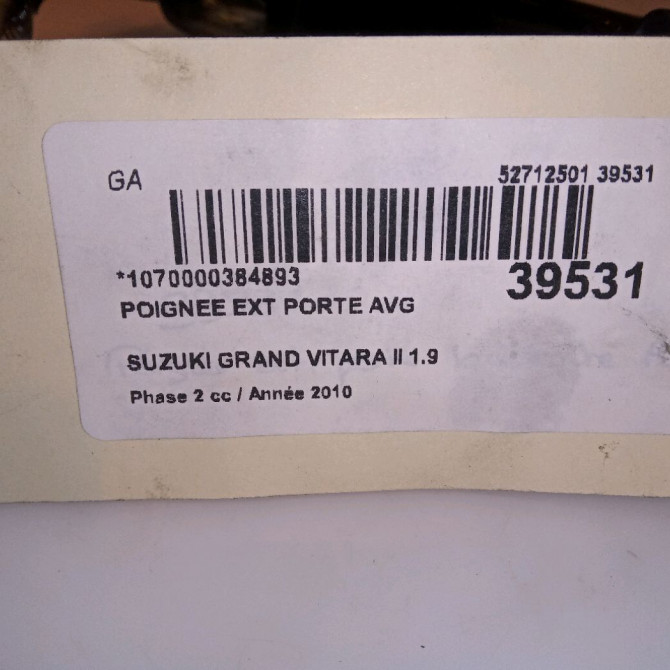 GA
52712501 39531
*1070000384893
39531
POIGNEE EXT PORTE AVG
SUZUKI GRAND VITARA II 1.9
Phase 2 cc / Année 2010